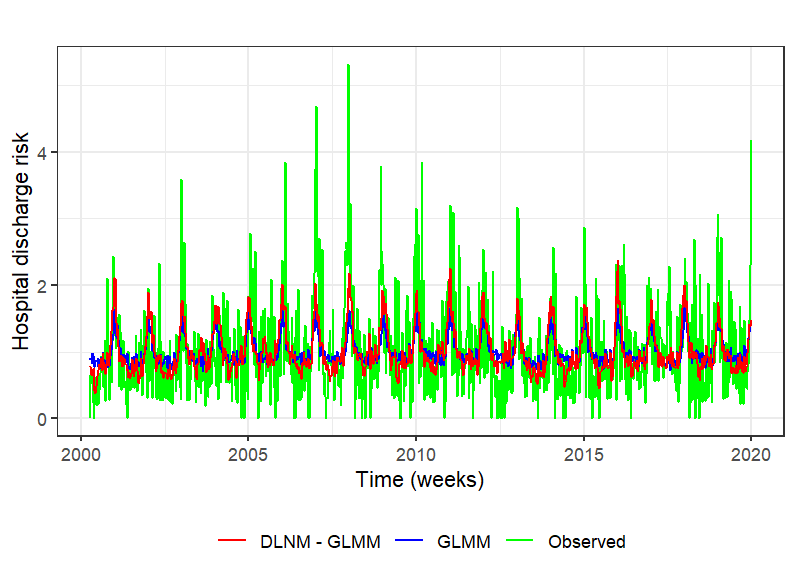 Hospital discharge risk
4
2
0
2000 2005 2010 2015 2020
Time (weeks)
DLNM - GLMM GLMM Observed